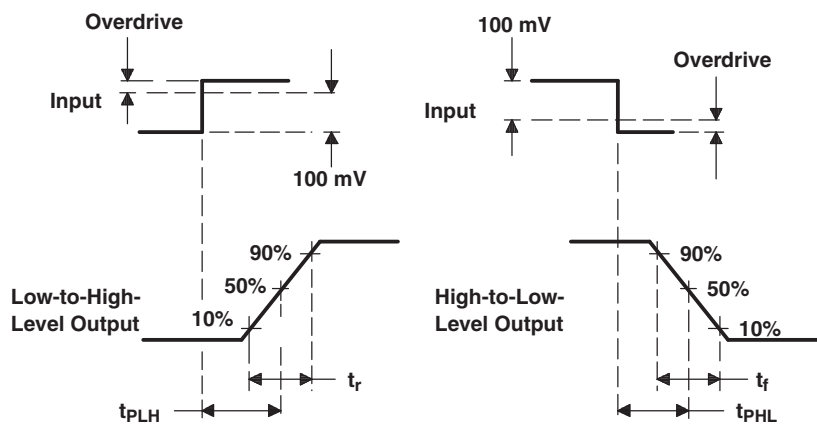 Overdrive
Input
100 mV
100 mV
Overdrive
Input
Low-to-High-
Level Output
90%
50%
10%
tr
tPLH
High-to-Low-
Level Output
90%
50%
10%
tf
tPHL